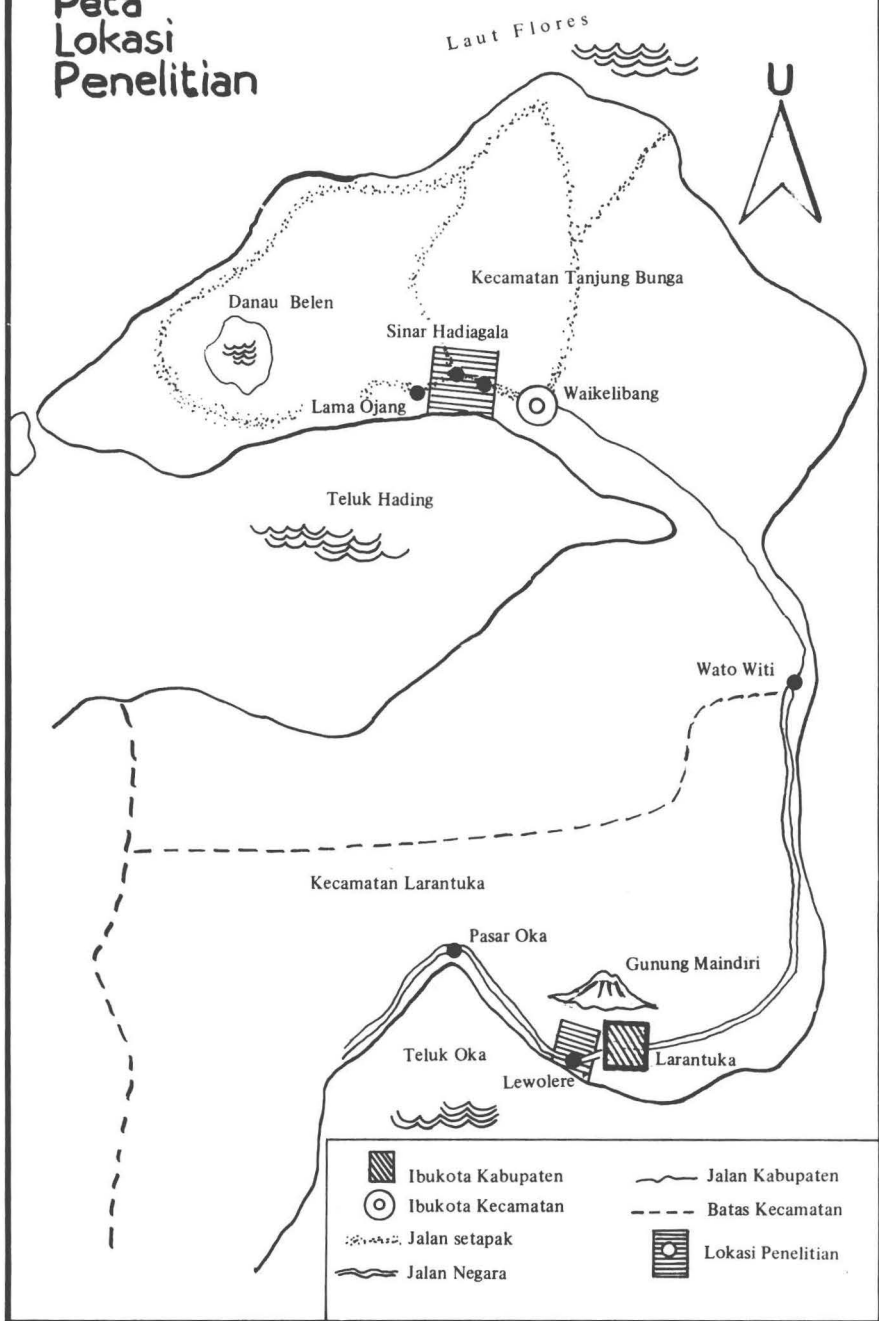 Peta
Lokasi
Penelitian
Laut Flores
U
Kecamatan Tanjung Bunga
Danau Belen
Sinar Hadiagala
Lama Ojang
Waikelibang
Teluk Hading
Wato Witi
Kecamatan Larantuka
Pasar Oka
Gunung Maindiri
Teluk Oka
Larantuka
Lewolere
Ibukota Kabupaten
Ibukota Kecamatan
Jalan setapak
Jalan Negara
Jalan Kabupaten
Batas Kecamatan
Lokasi Penelitian